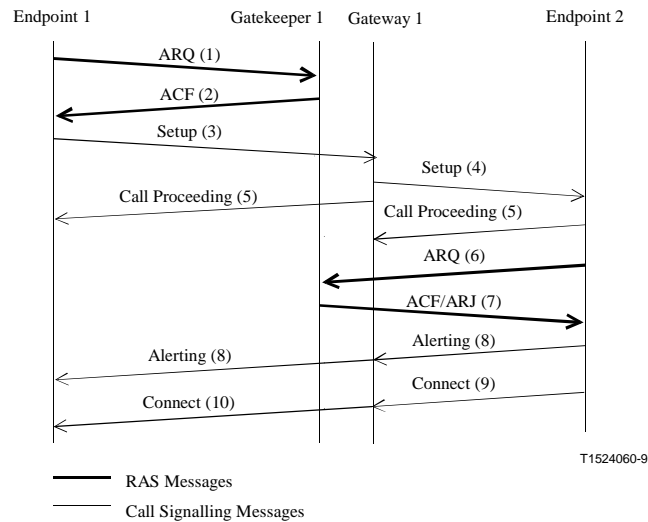 Endpoint 1 Gatekeeper 1 Gateway 1 Endpoint 2
ARQ (1)
ACF (2)
Setup (3)
Setup (4)
Call Proceeding (5)
Call Proceeding (5)
ARQ (6)
ACF/ARJ (7)
Alerting (8)
Alerting (8)
Connect (9)
Connect (10)
T1524060-9
RAS Messages
Call Signalling Messages